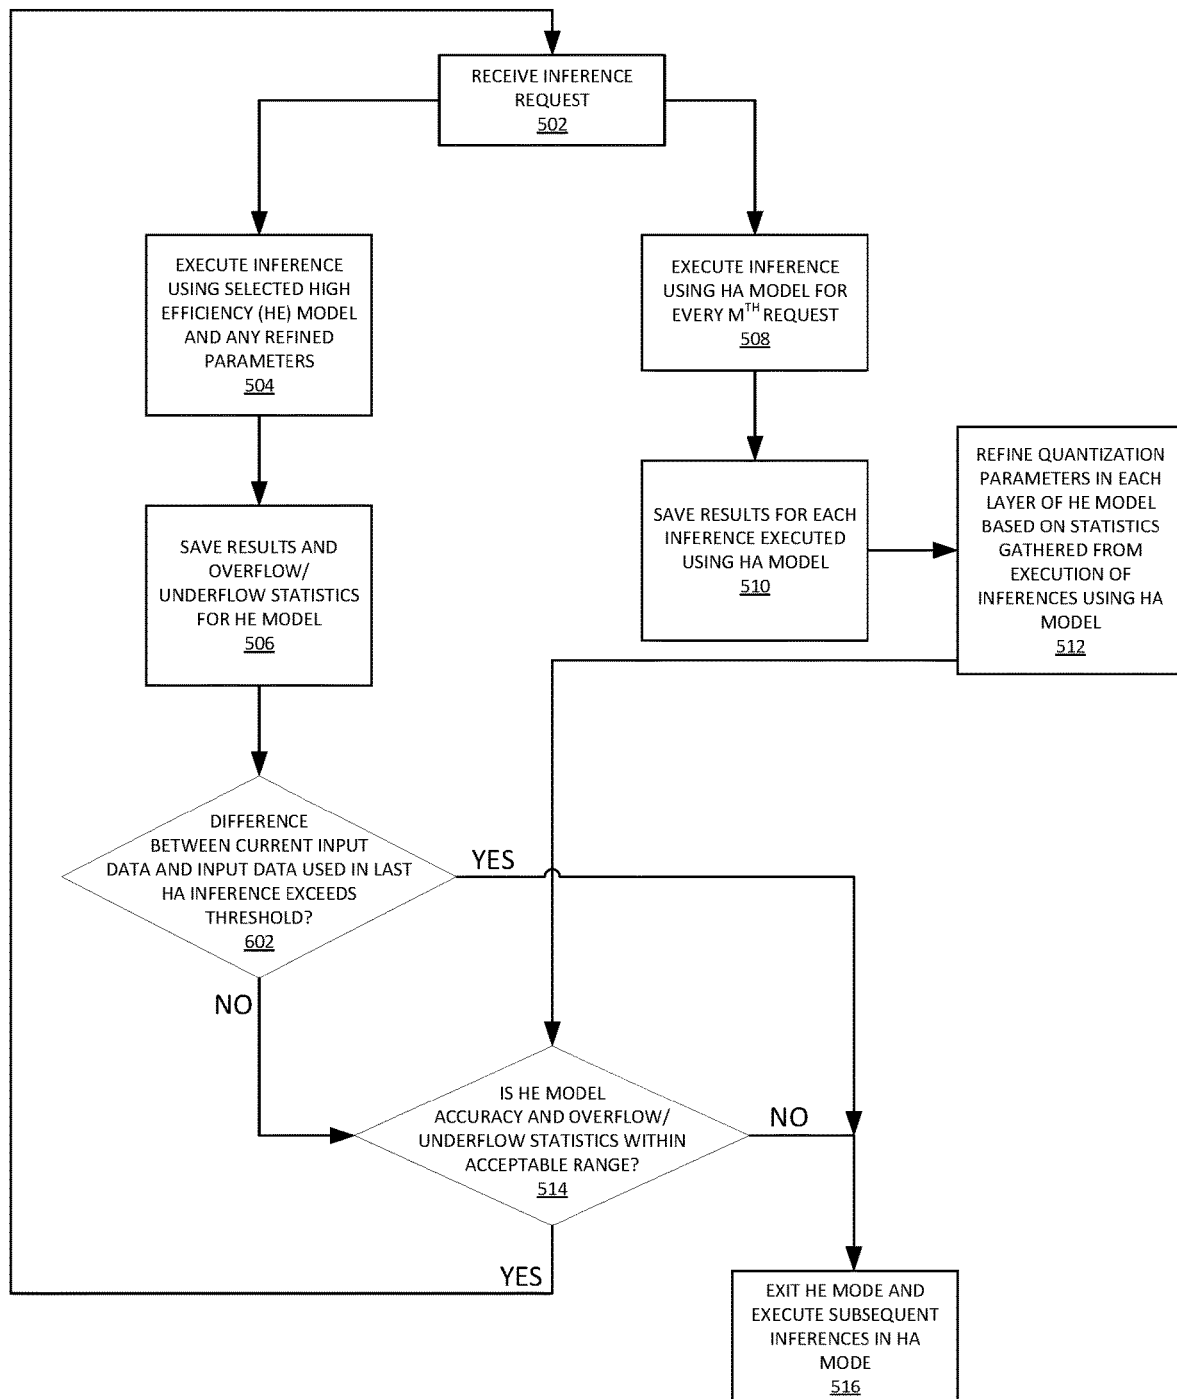 RECEIVE INFERENCE
REQUEST
502
EXECUTE INFERENCE
USING SELECTED HIGH
EFFICIENCY (HE) MODEL
AND ANY REFINED
PARAMETERS
504
EXECUTE INFERENCE
USING HA MODEL FOR
EVERY MTH REQUEST
508
SAVE RESULTS AND
OVERFLOW/
UNDERFLOW STATISTICS
FOR HE MODEL
506
SAVE RESULTS FOR EACH
INFERENCE EXECUTED
USING HA MODEL
510
REFINE QUANTIZATION
PARAMETERS IN EACH
LAYER OF HE MODEL
BASED ON STATISTICS
GATHERED FROM
EXECUTION OF
INFERENCES USING HA
MODEL
512
DIFFERENCE
BETWEEN CURRENT INPUT
DATA AND INPUT DATA USED IN LAST
HA INFERENCE EXCEEDS
THRESHOLD?
602
YES
NO
IS HE MODEL
ACCURACY AND OVERFLOW/
UNDERFLOW STATISTICS WITHIN
ACCEPTABLE RANGE?
514
NO
YES
EXIT HE MODE AND
EXECUTE SUBSEQUENT
INFERENCES IN HA
MODE
516